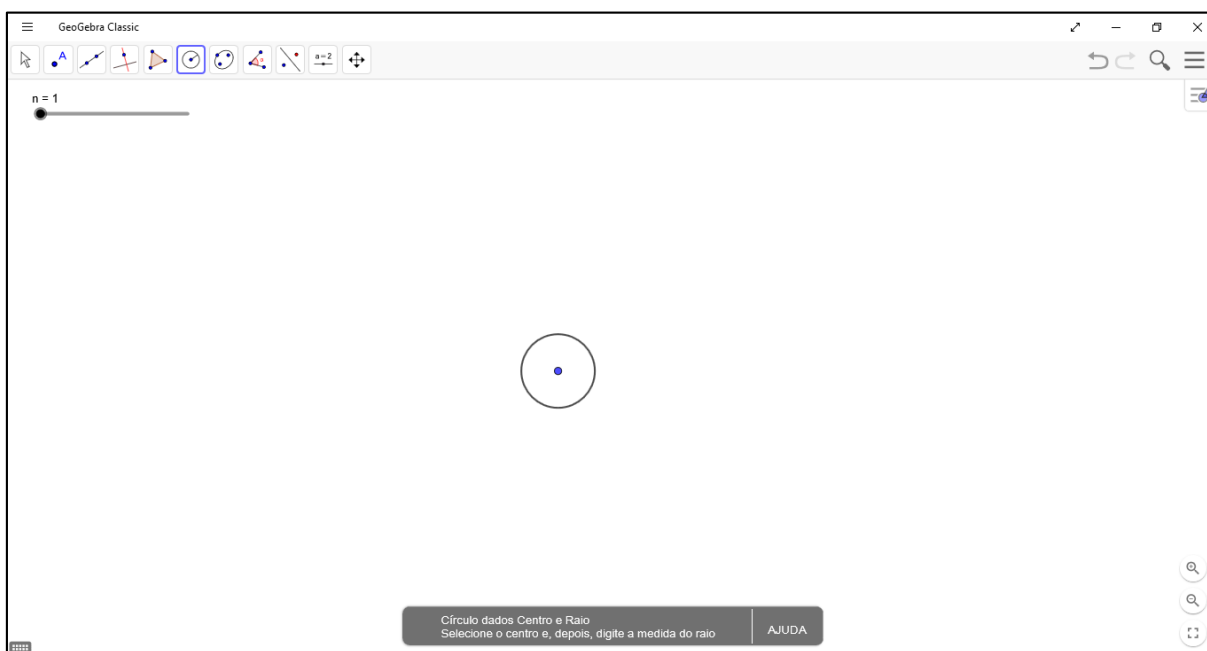 GeoGebra Classic
A
a=2
n = 1
Círculo dados Centro e Raio
Selecione o centro e, depois, digite a medida do raio
AJUDA